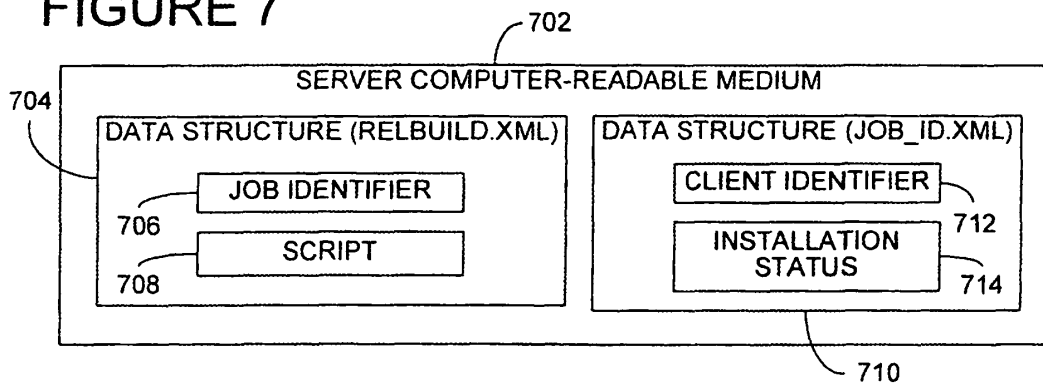 FIGURE 7
702
SERVER COMPUTER-READABLE MEDIUM
704
DATA STRUCTURE (RELBUILD.XML)
JOB IDENTIFIER
706
SCRIPT
708
DATA STRUCTURE (JOB_ID.XML)
CLIENT IDENTIFIER
712
INSTALLATION
STATUS
714
710